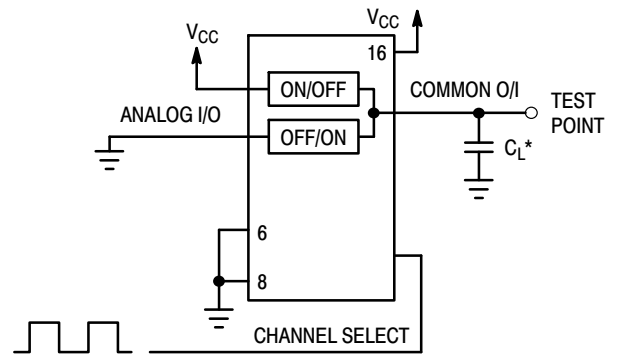 VCC
VCC
16
ON/OFF
COMMON O/I
TEST
POINT
ANALOG I/O
OFF/ON
CL*
6
8
CHANNEL SELECT